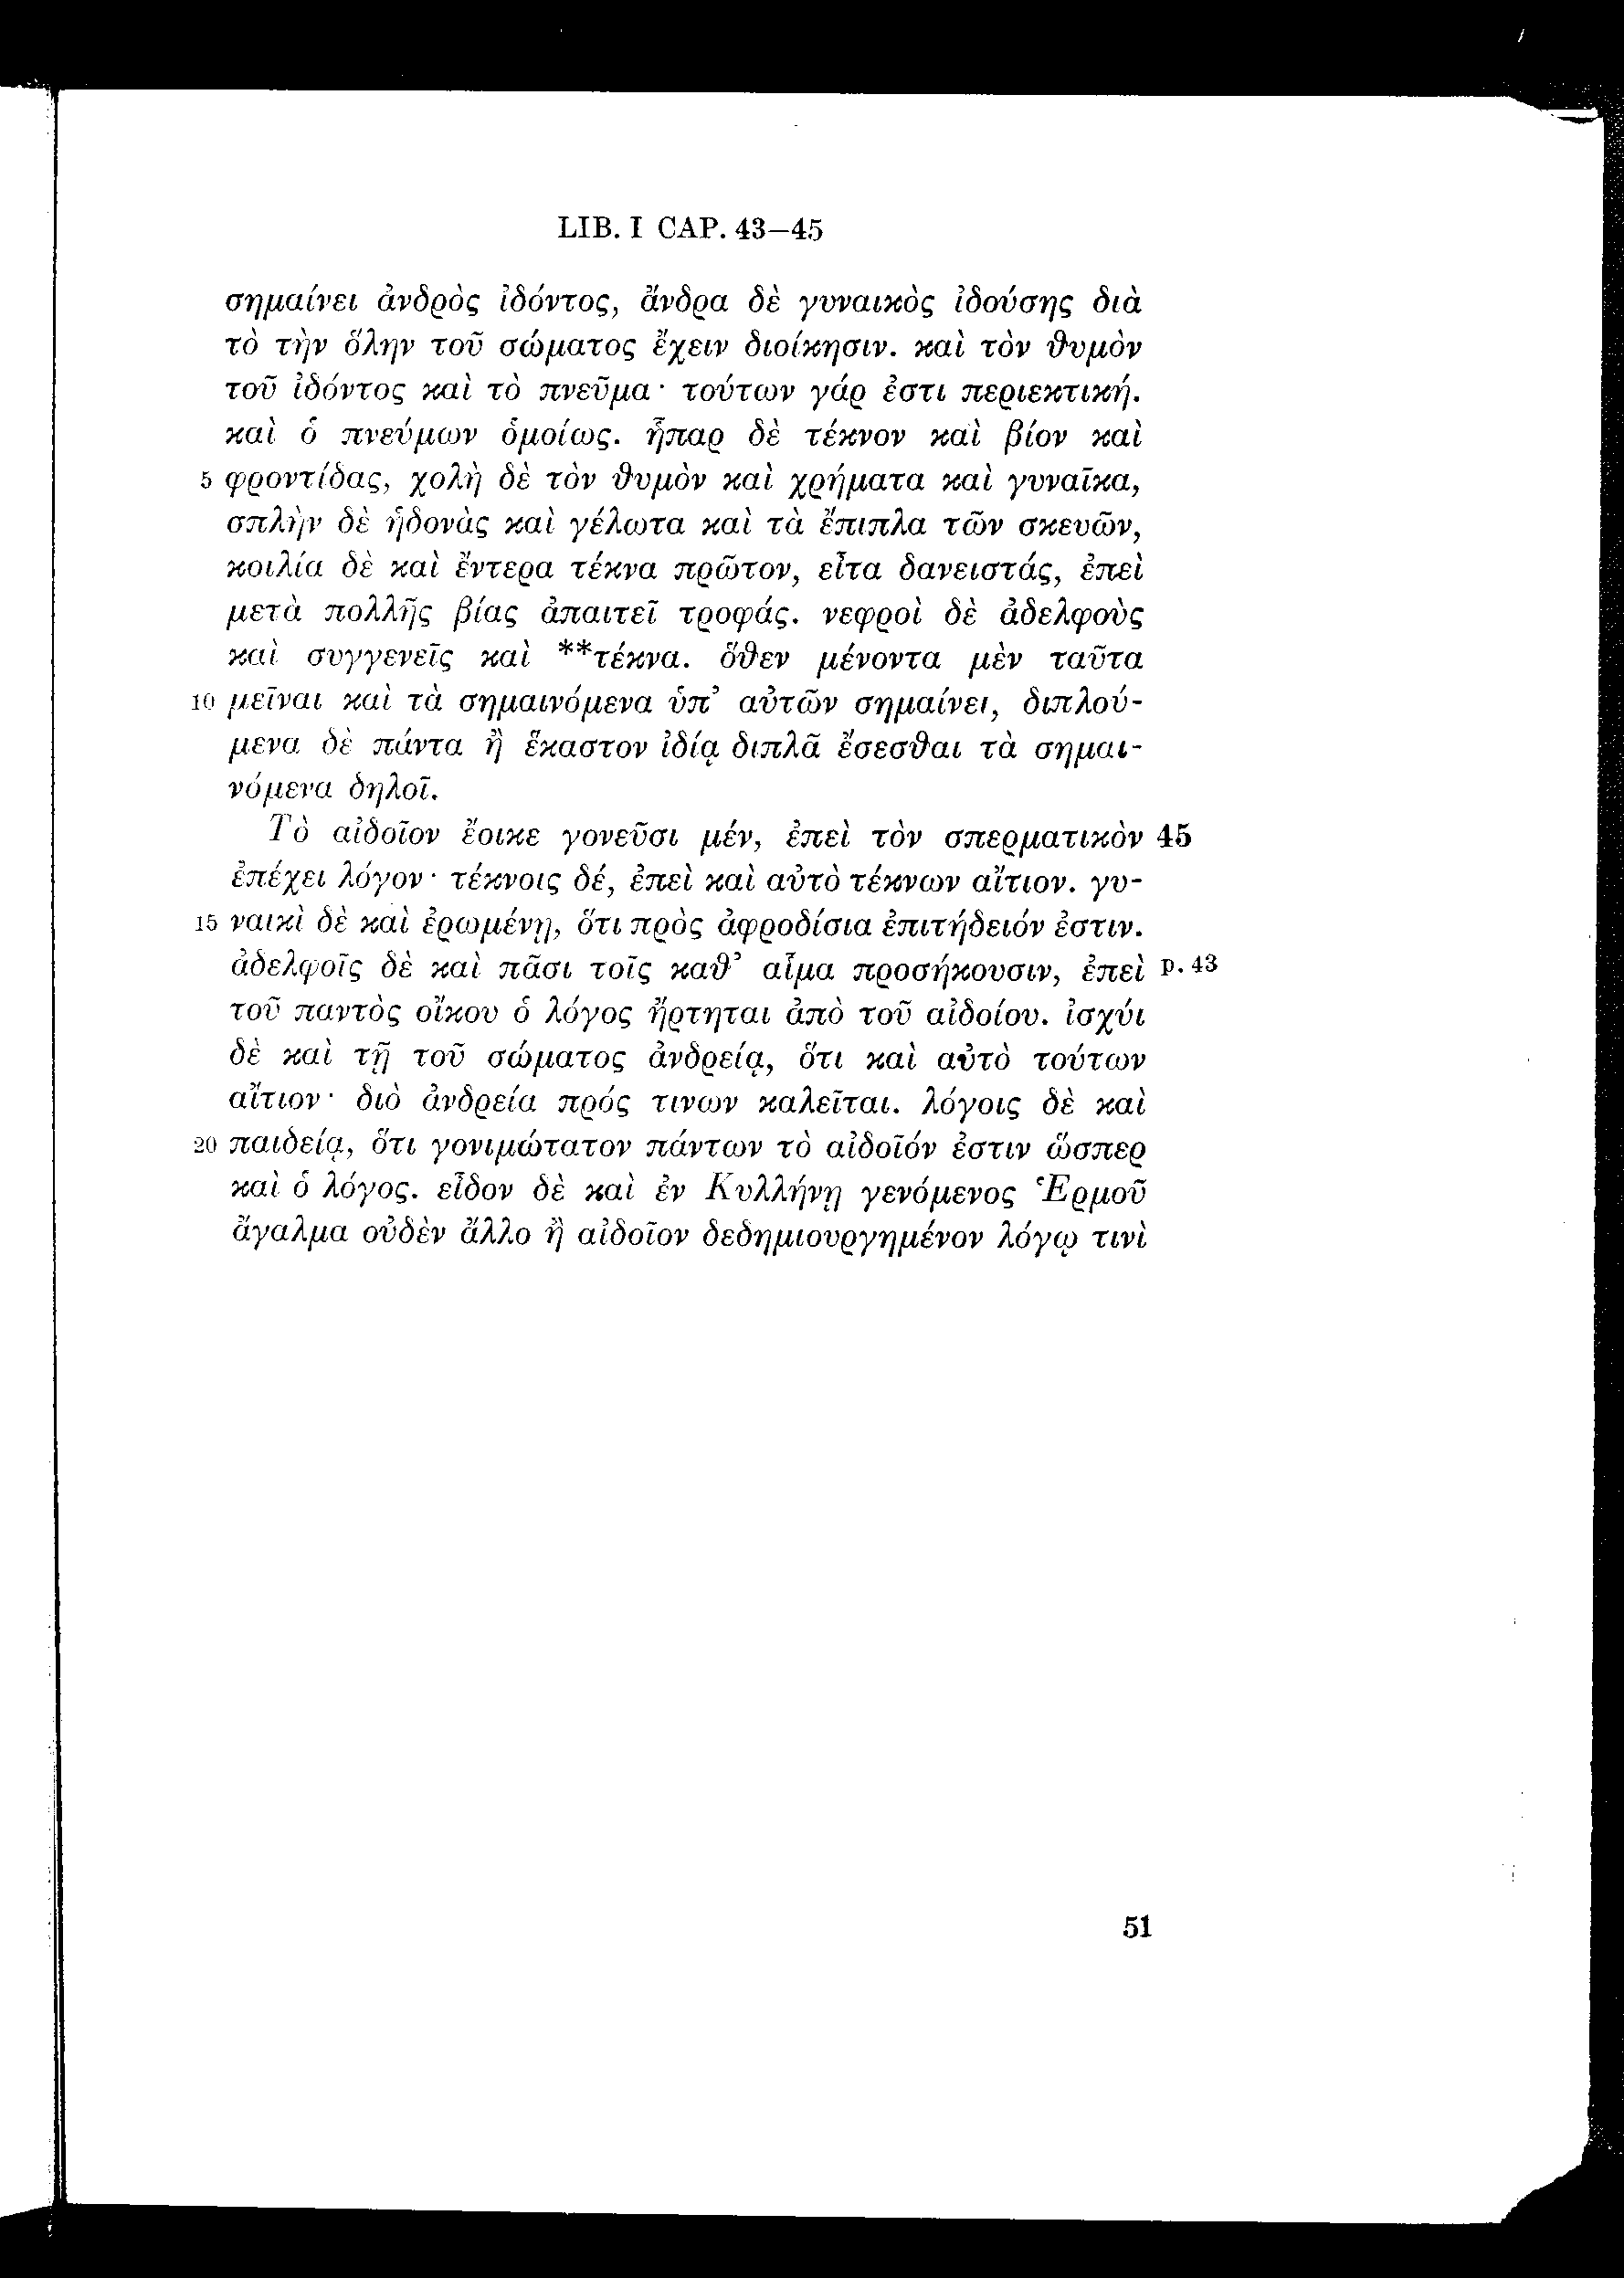 LIB. I CAP. 43–45
σημαίνει ἀνδρὸς ἰδόντος, ἄνδρα δὲ γυναικὸς ἰδούσης διὰ
τὸ τὴν ὅλην τοῦ σώματος ἔχειν διοίκησιν. καὶ τὸν θυμὸν
τοῦ ἰδόντος καὶ τὸ πνεῦμα· τούτων γάρ ἐστι περιεκτική.
καὶ ὁ πνεύμων ὁμοίως. ἧπαρ δὲ τέκνον καὶ βίον καὶ
5 φροντίδας, χολὴ δὲ τὸν θυμὸν καὶ χρήματα καὶ γυναῖκα,
σπλὴν δὲ ἡδονὰς καὶ γέλωτα καὶ τὰ ἔπιπλα τῶν σκευῶν,
κοιλία δὲ καὶ ἔντερα τέκνα πρῶτον, εἶτα δανειστάς, ἐπεὶ
μετὰ πολλῆς βίας ἀπαιτεῖ τροφάς. νεφροὶ δὲ ἀδελφοὺς
καὶ συγγενεῖς καὶ **τέκνα. ὅθεν μένοντα μὲν ταῦτα
10 μεῖναι καὶ τὰ σημαινόμενα ὑπ’ αὐτῶν σημαίνει, διπλού-
μενα δὲ πάντα ἢ ἕκαστον ἰδίᾳ διπλᾶ ἔσεσθαι τὰ σημαι-
νόμενα δηλοῖ.
Τὸ αἰδοῖον ἔοικε γονεῦσι μέν, ἐπεὶ τὸν σπερματικὸν 45
ἐπέχει λόγον· τέκνοις δέ, ἐπεὶ καὶ αὐτὸ τέκνων αἴτιον. γυ-
15 ναικὶ δὲ καὶ ἐρωμένῃ, ὅτι πρὸς ἀφροδίσια ἐπιτήδειόν ἐστιν.
ἀδελφοῖς δὲ καὶ πᾶσι τοῖς καθ’ αἷμα προσήκουσιν, ἐπεὶ p. 43
τοῦ παντὸς οἴκου ὁ λόγος ἤρτηται ἀπὸ τοῦ αἰδοίου. ἰσχύι
δὲ καὶ τῇ τοῦ σώματος ἀνδρείᾳ, ὅτι καὶ αὐτὸ τούτων
αἴτιον· διὸ ἀνδρεία πρός τινων καλεῖται. λόγοις δὲ καὶ
20 παιδείᾳ, ὅτι γονιμώτατον πάντων τὸ αἰδοῖόν ἐστιν ὥσπερ
καὶ ὁ λόγος. εἶδον δὲ καὶ ἐν Κυλλήνῃ γενόμενος Ἑρμοῦ
ἄγαλμα οὐδὲν ἄλλο ἢ αἰδοῖον δεδημιουργημένον λόγῳ τινὶ
51